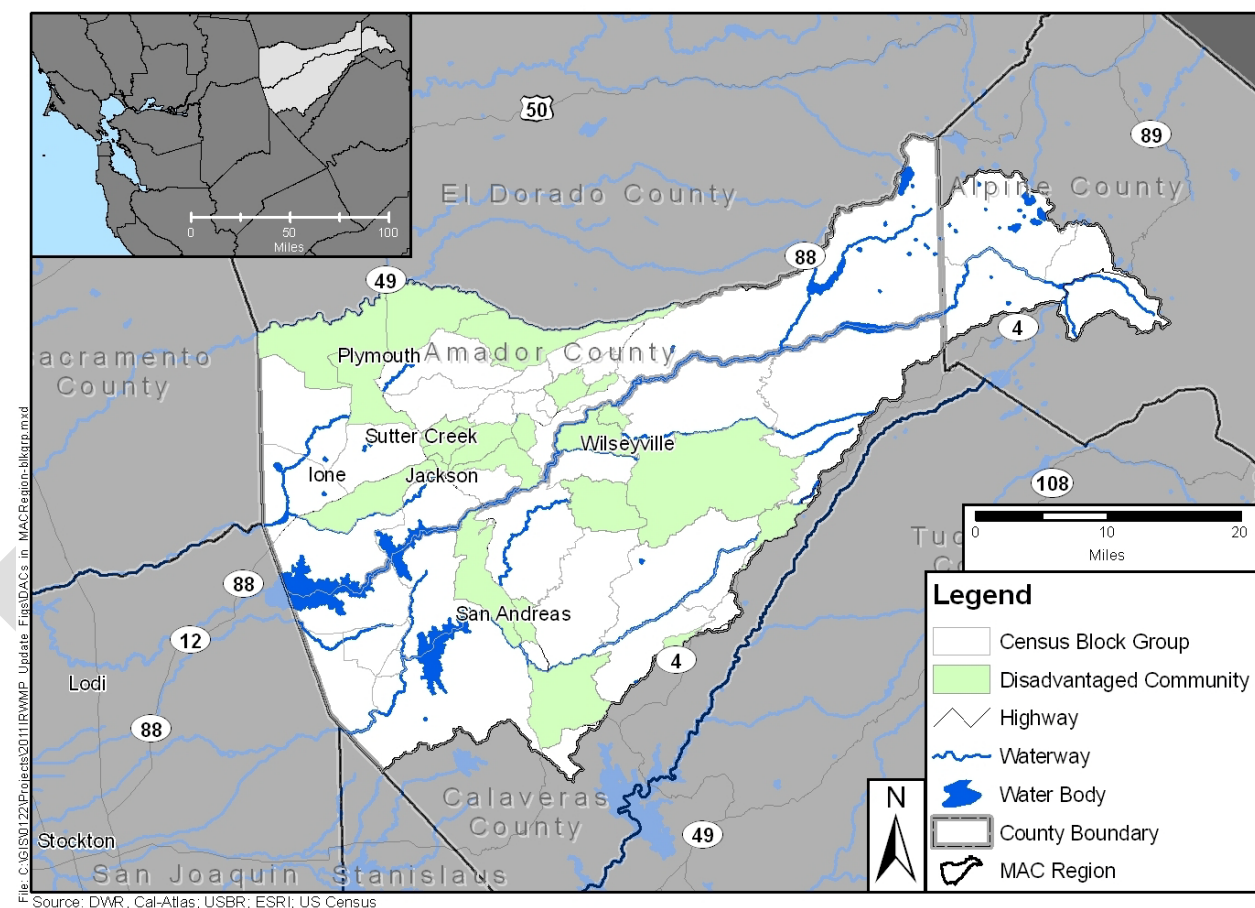 0 50 100
Miles
50
89
El Dorado County
Alpine County
88
49
4
Plymouth
Amador County
acramento
County
Sutter Creek
Wilseyville
Ione
Jackson
108
Tuo
Co
0 10 20
Miles
88
San Andreas
12
4
Lodi
88
Legend
Census Block Group
Disadvantaged Community
Highway
Waterway
Water Body
County Boundary
MAC Region
N
Calaveras
County
49
Stockton
San Joaquin
Stanislaus
File: C:\GIS\0122\Projects\2011IRWMP Update Figs\DACs in MACRegion-blkgrp.mxd
Source: DWR, Cal-Atlas; USBR; ESRI; US Census